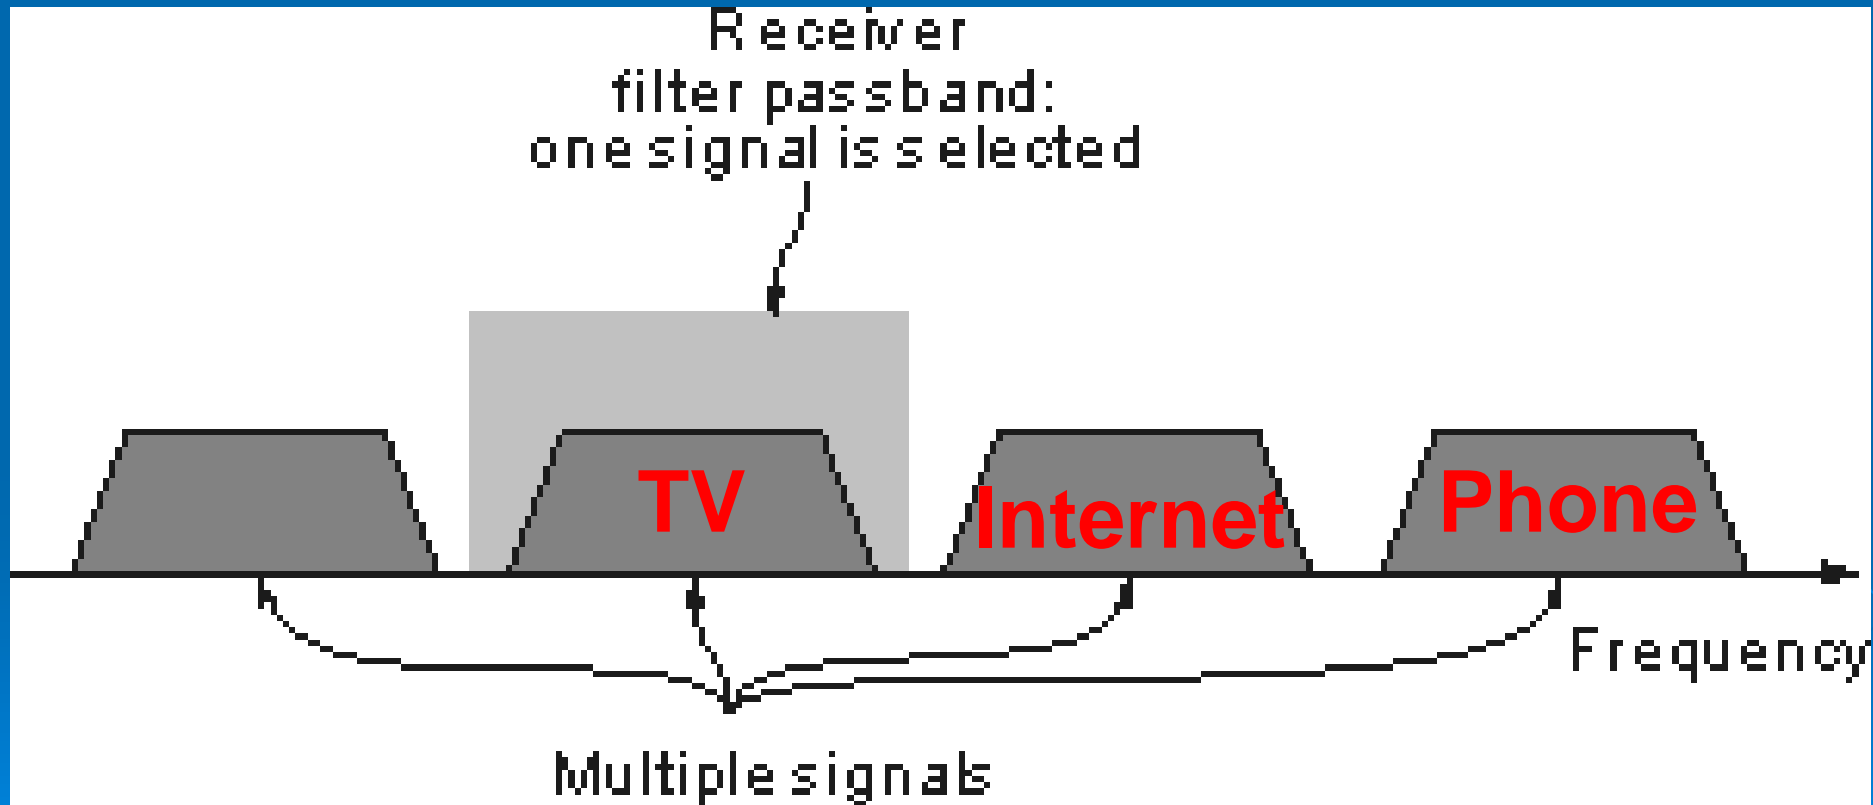 Receiver
filter passband:
one signal is selected
TV
Internet
Phone
Frequency
Multiple signals